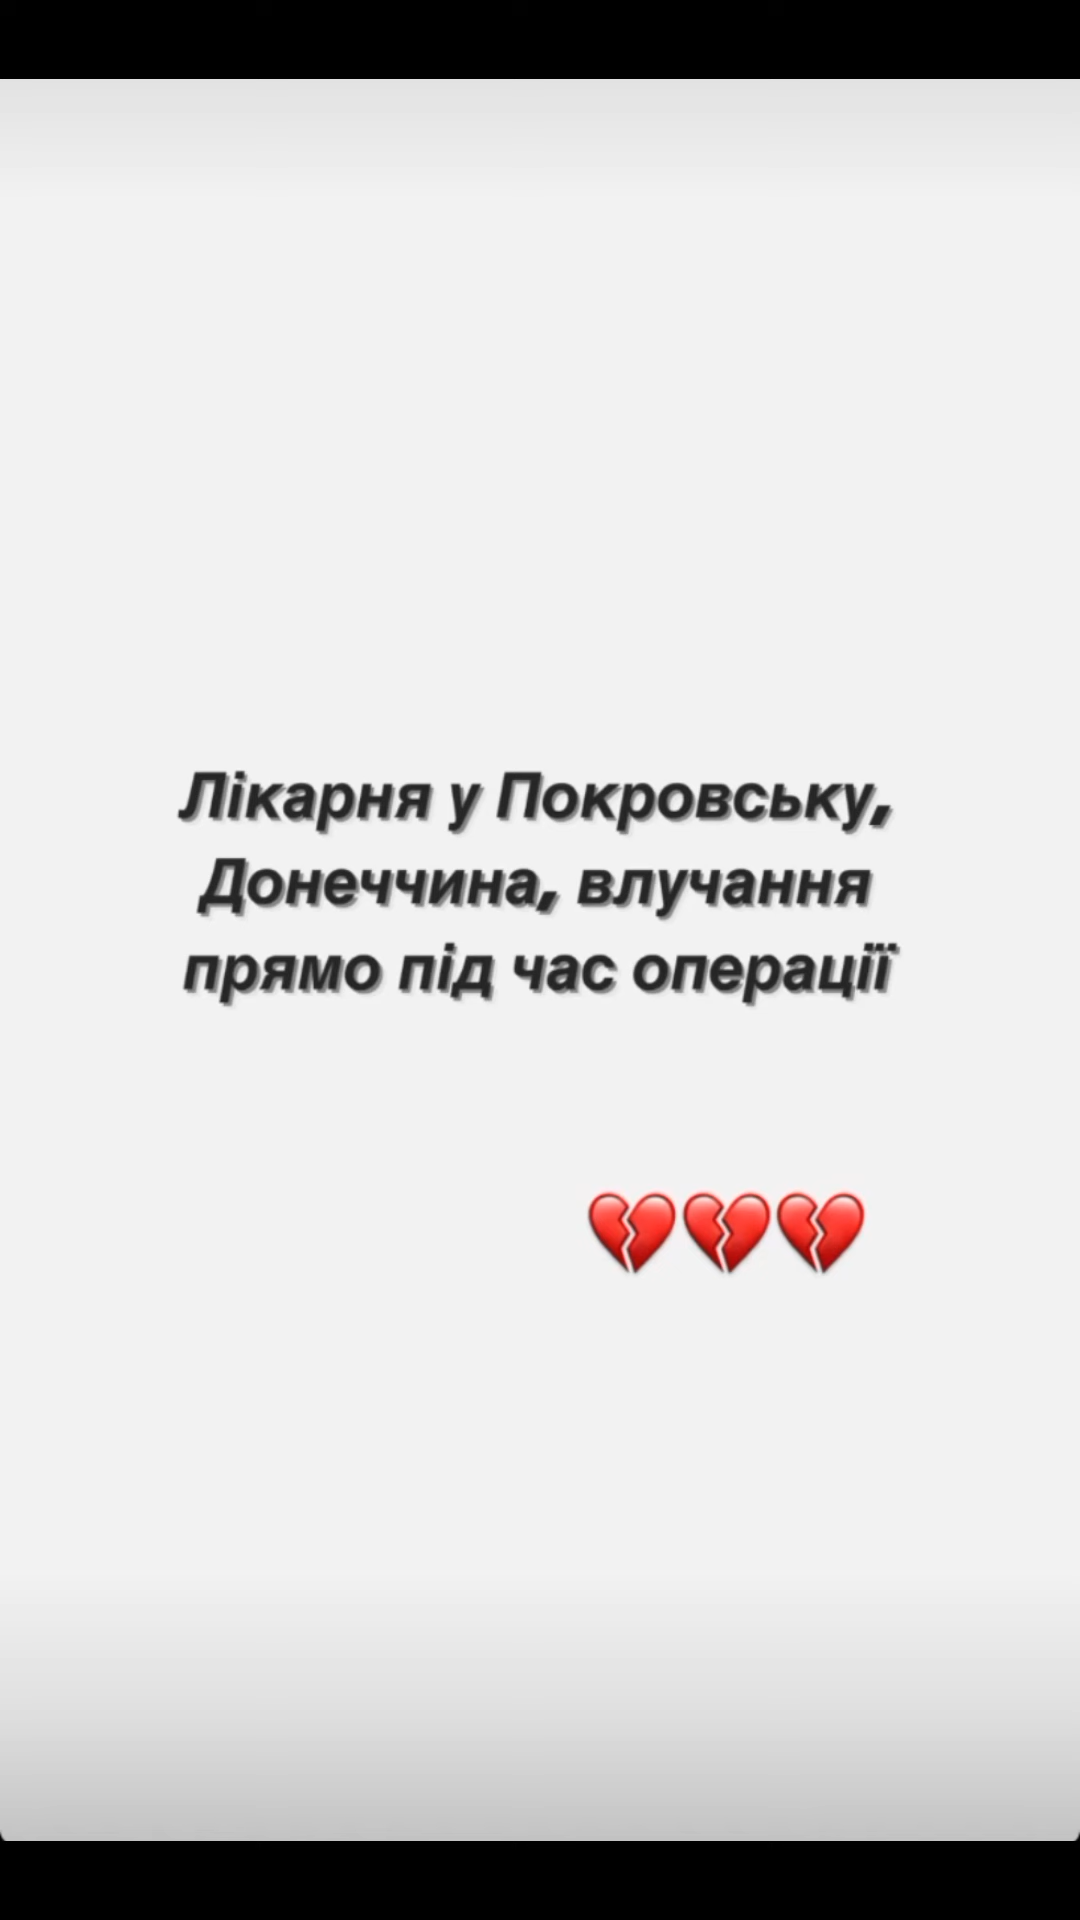 Лікарня у Покровську,
Донеччина, влучання
прямо під час операції
💔💔💔